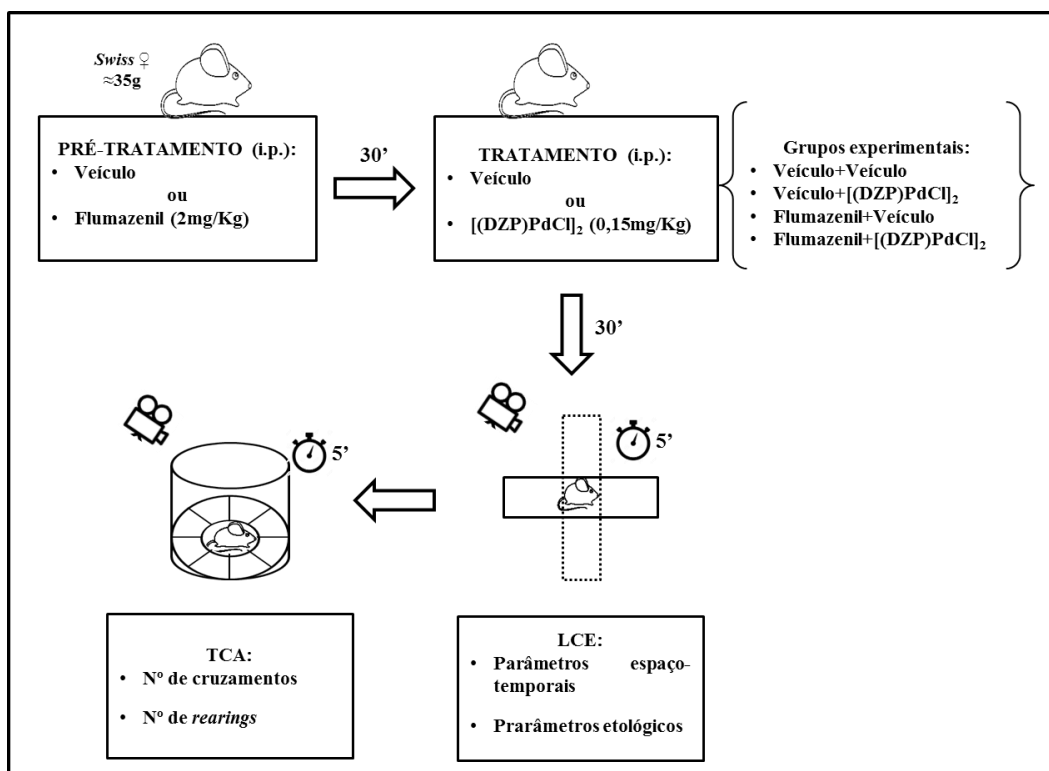 Swiss ♀
≈35g
PRÉ-TRATAMENTO (i.p.):
• Veículo
ou
• Flumazenil (2mg/Kg)
30’
TRATAMENTO (i.p.):
• Veículo
ou
• [(DZP)PdCl]₂ (0,15mg/Kg)
Grupos experimentais:
• Veículo+Veículo
• Veículo+[(DZP)PdCl]₂
• Flumazenil+Veículo
• Flumazenil+[(DZP)PdCl]₂
30’
5’
5’
TCA:
• Nº de cruzamentos
• Nº de rearings
LCE:
• Parâmetros espaço-
temporais
• Prarâmetros etológicos